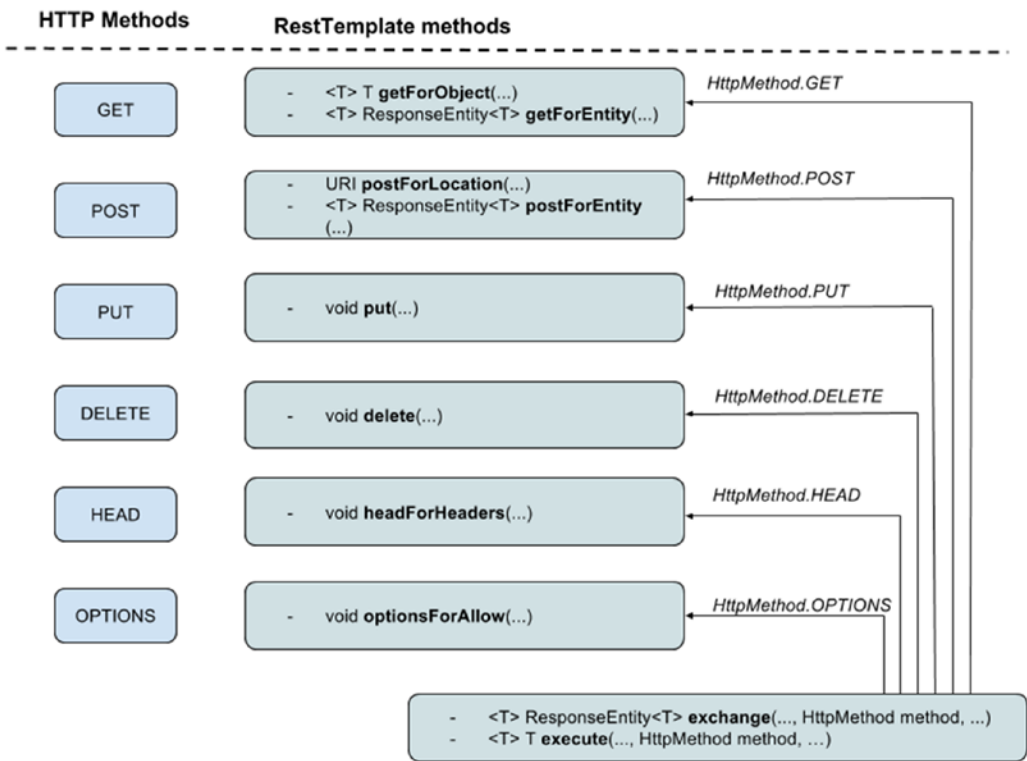 HTTP Methods
RestTemplate methods
GET
- <T> T getForObject(...)
- <T> ResponseEntity<T> getForEntity(...)
HttpMethod.GET
POST
- URI postForLocation(...)
- <T> ResponseEntity<T> postForEntity
(...)
HttpMethod.POST
PUT
- void put(...)
HttpMethod.PUT
DELETE
- void delete(...)
HttpMethod.DELETE
HEAD
- void headForHeaders(...)
HttpMethod.HEAD
OPTIONS
- void optionsForAllow(...)
HttpMethod.OPTIONS
- <T> ResponseEntity<T> exchange(..., HttpMethod method, ...)
- <T> T execute(..., HttpMethod method, …)